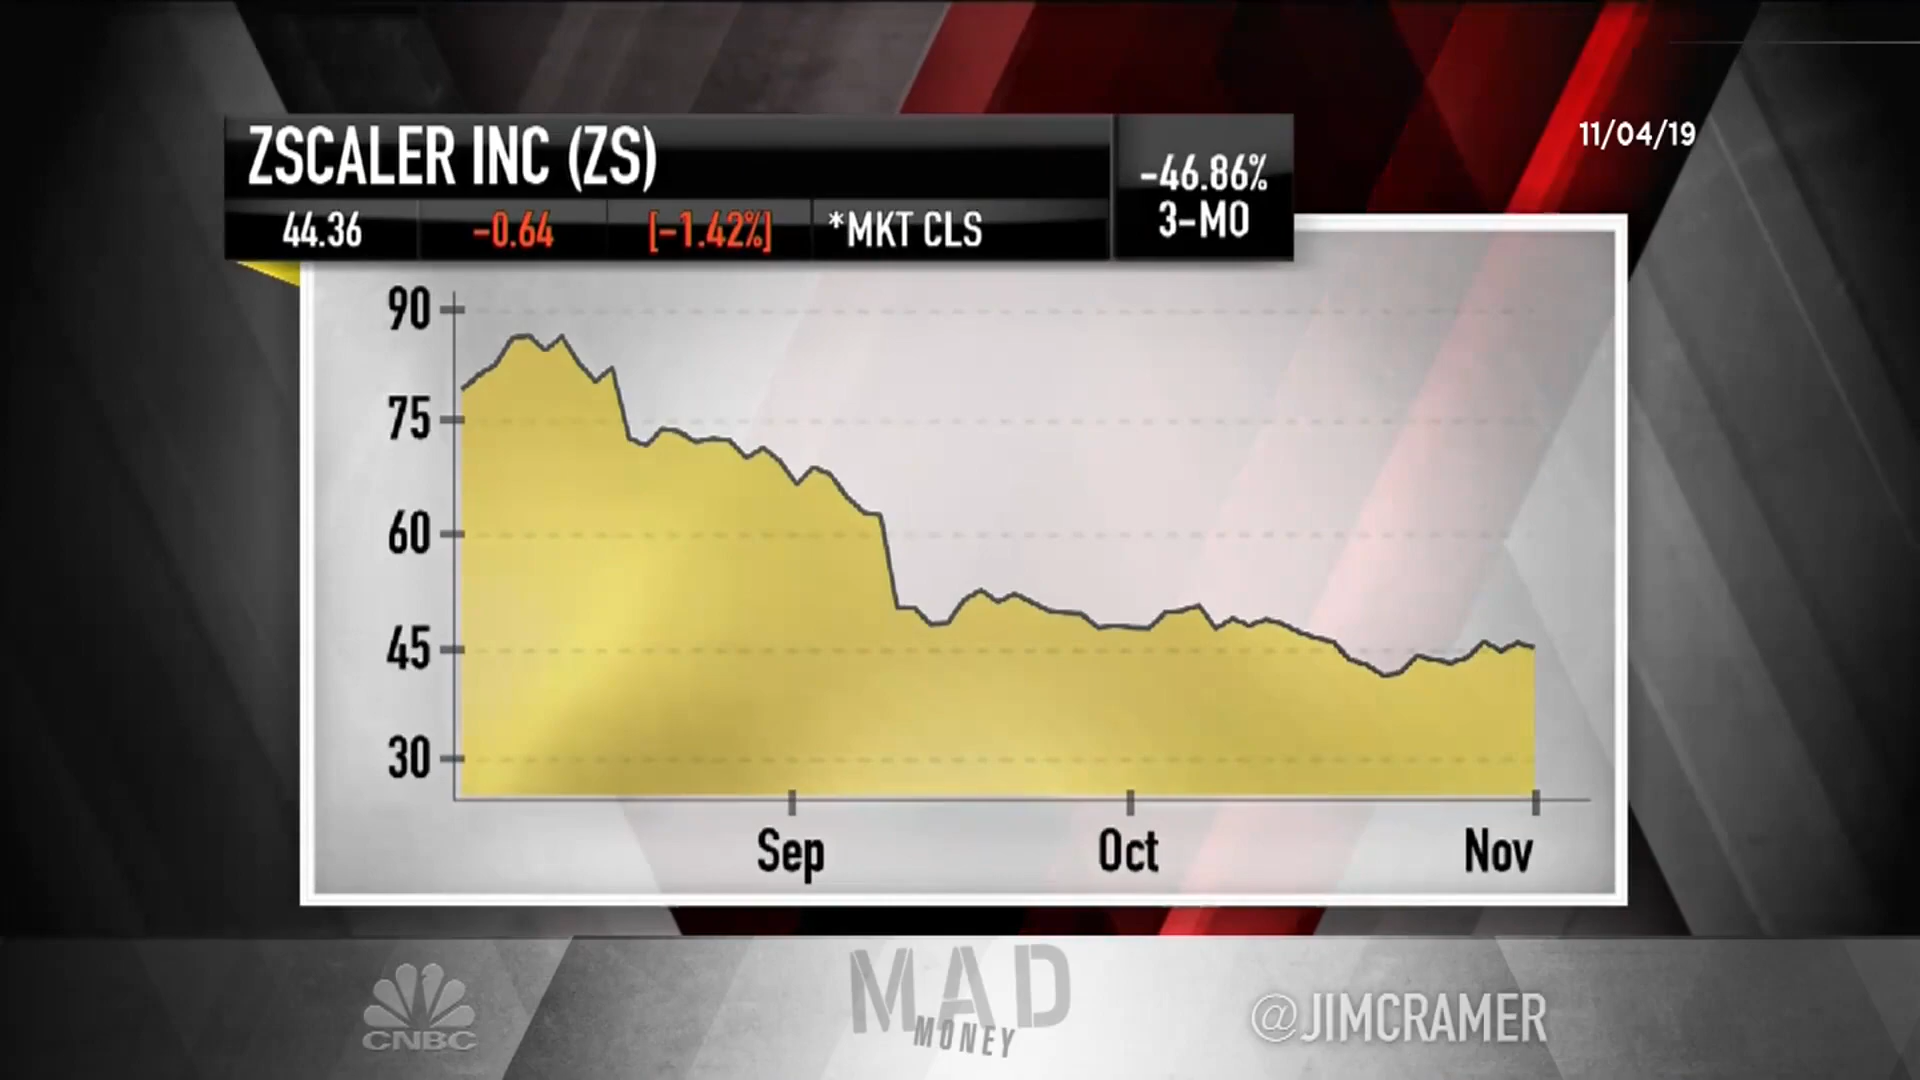 ZSCALER INC (ZS)
44.36 -0.64 [-1.42%] *MKT CLS
-46.86%
3-MO
11/04/19
90
75
60
45
30
Sep Oct Nov
CNBC
MAD
MONEY
@JIMCRAMER